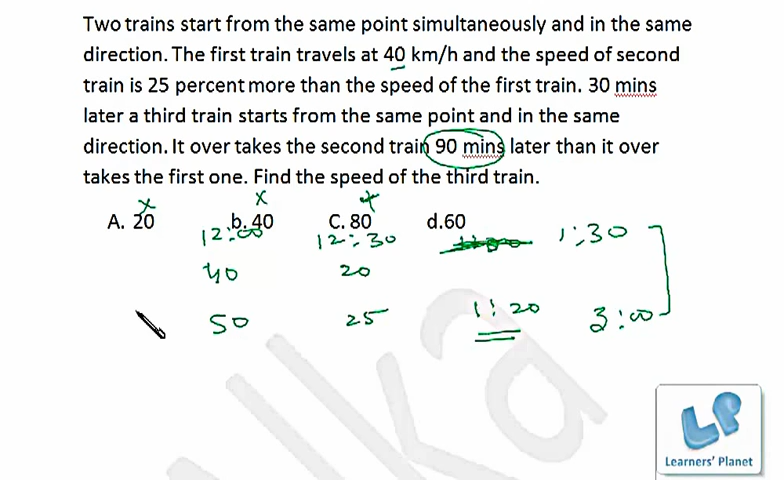 Two trains start from the same point simultaneously and in the same
direction. The first train travels at 40 km/h and the speed of second
train is 25 percent more than the speed of the first train. 30 mins
later a third train starts from the same point and in the same
direction. It over takes the second train 90 mins later than it over
takes the first one. Find the speed of the third train.
x x x
A. 20 b. 40 C. 80 d.60
12:00 12:30 1:30
40 20
50 25 1:20 3:00
LP
Learners' Planet